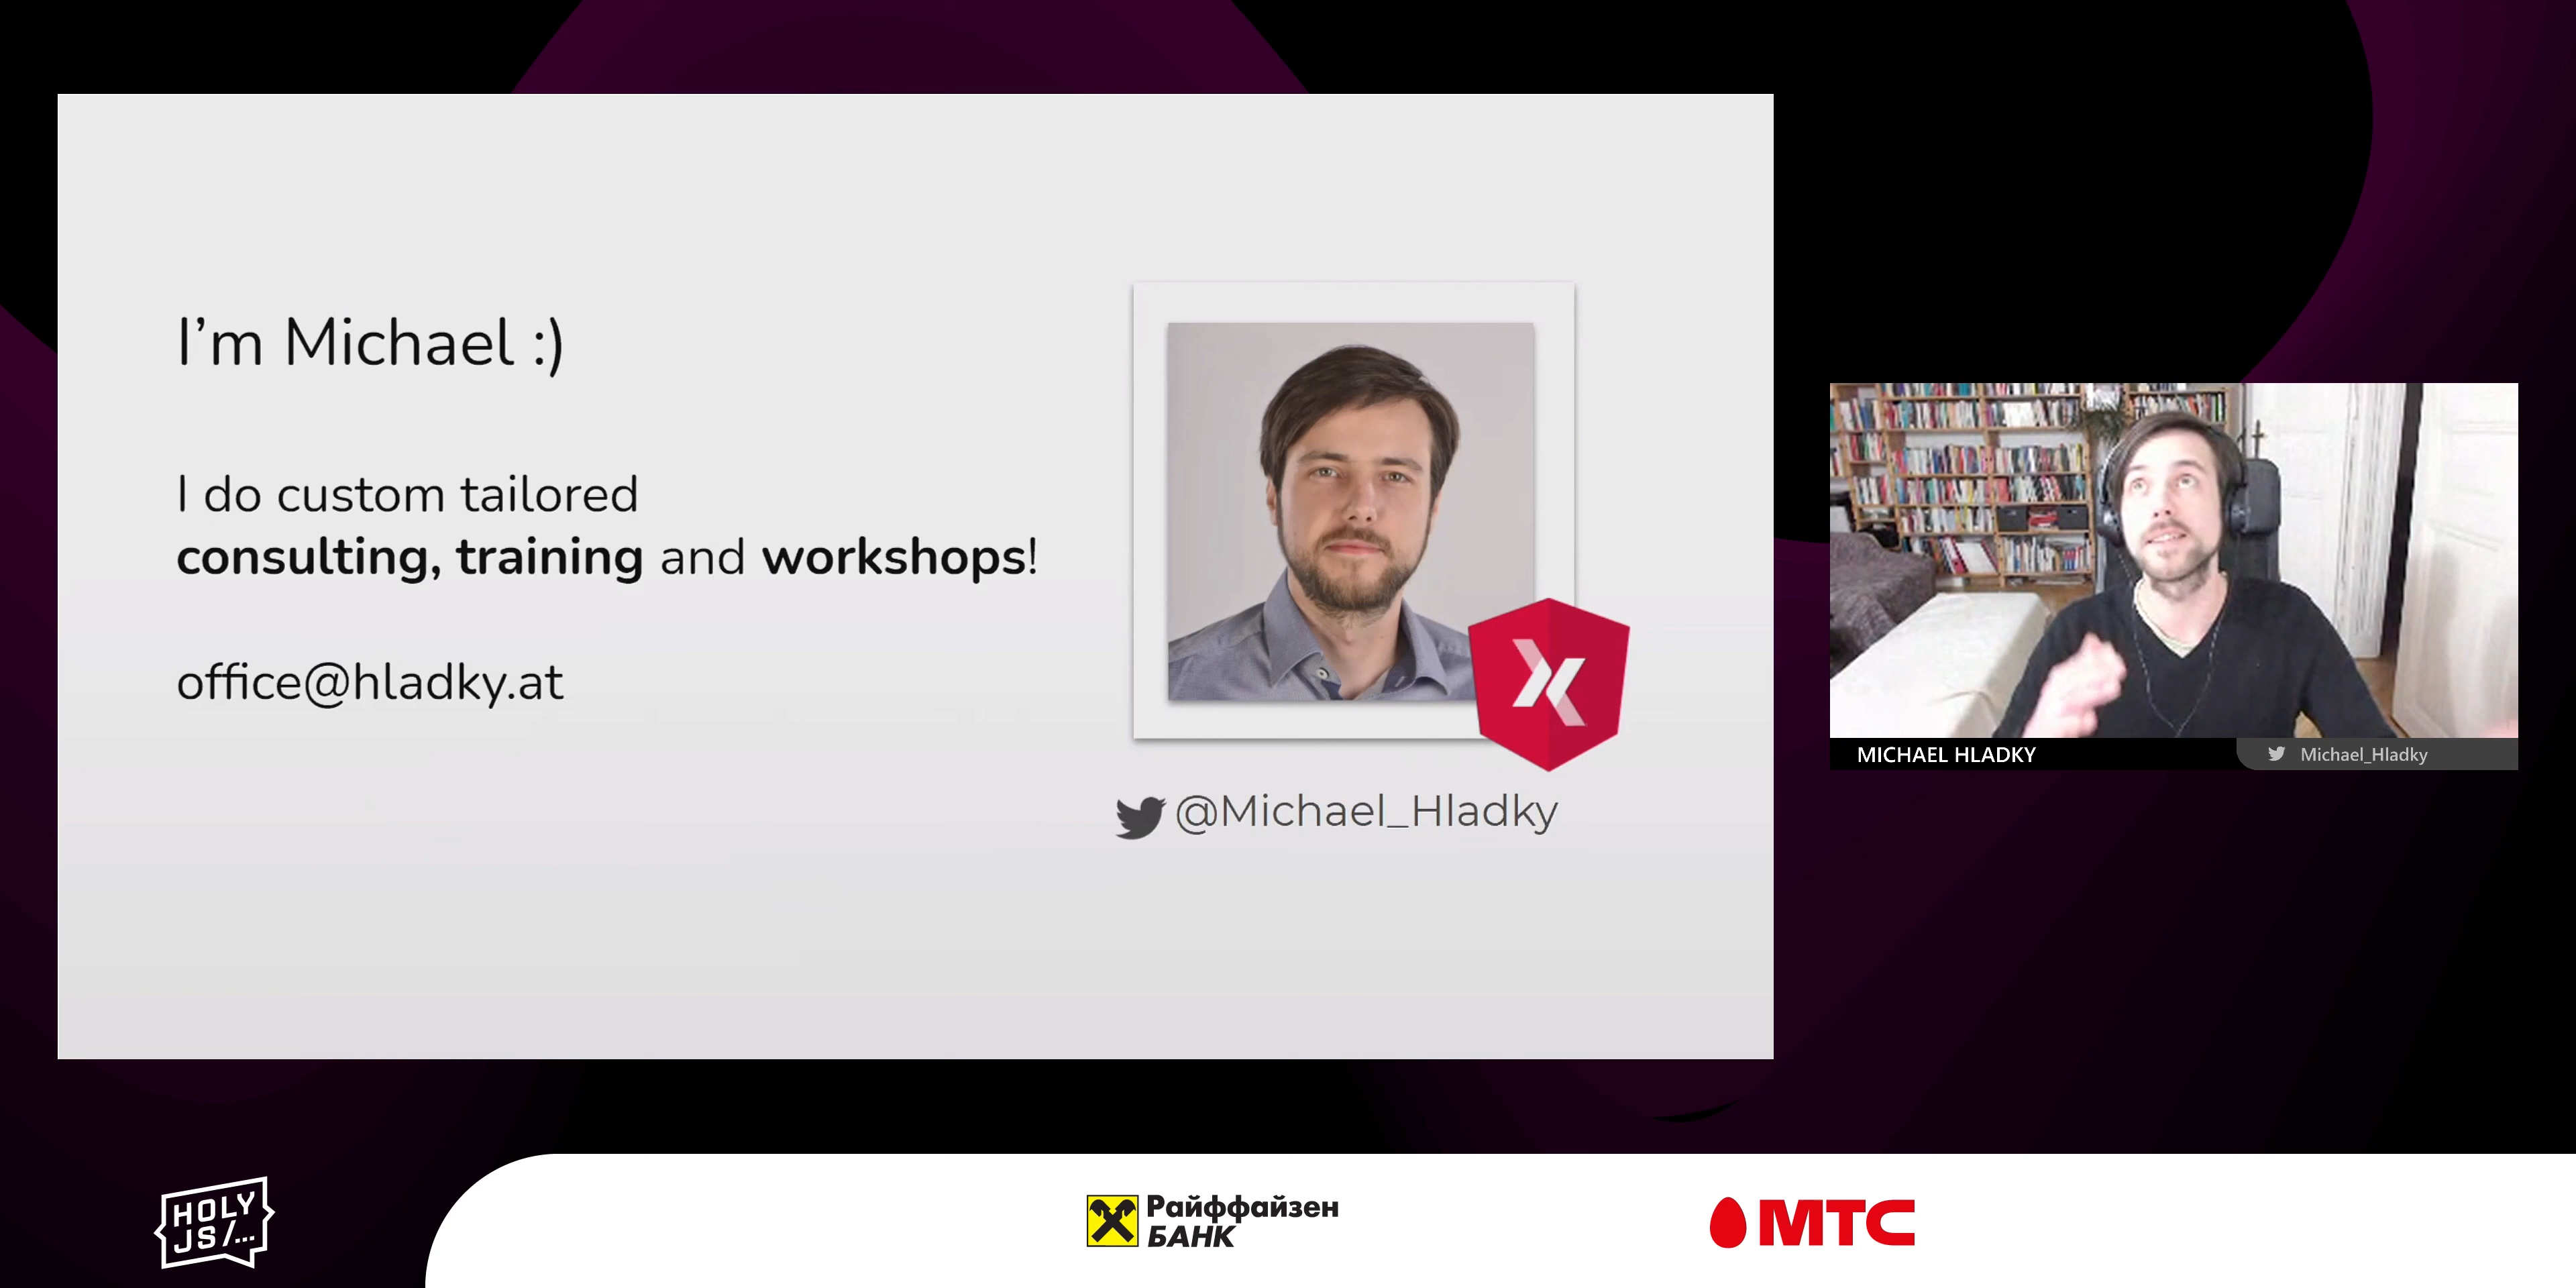 I’m Michael :)
I do custom tailored
consulting, training and workshops!
office@hladky.at
@Michael_Hladky
MICHAEL HLADKY
Michael_Hladky
HOLY
JS/...
Райффайзен
БАНК
МТС